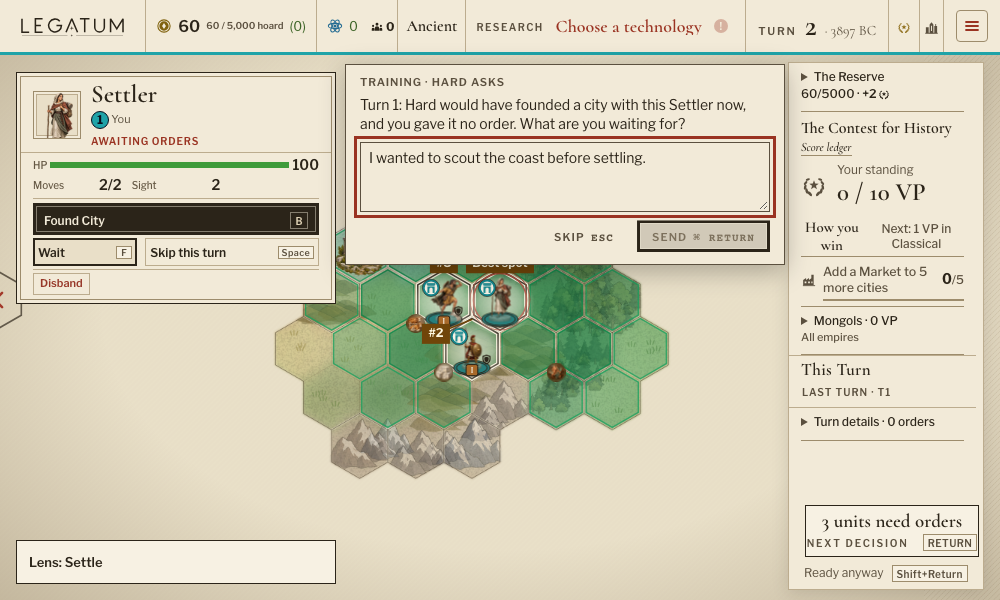 LEGATUM
60 60 / 5,000 hoard (0)
0
0
Ancient
RESEARCH Choose a technology
TURN 2 · 3897 BC
Settler
1 You
AWAITING ORDERS
HP 100
Moves 2/2 Sight 2
Found City B
Wait F
Skip this turn Space
Disband
TRAINING · HARD ASKS
Turn 1: Hard would have founded a city with this Settler now,
and you gave it no order. What are you waiting for?
I wanted to scout the coast before settling.
SKIP ESC
SEND ⌘ RETURN
#2
The Reserve
60/5000 · +2
The Contest for History
Score ledger
Your standing
0 / 10 VP
How you win
Next: 1 VP in Classical
Add a Market to 5 more cities
0/5
Mongols · 0 VP
All empires
This Turn
LAST TURN · T1
Turn details · 0 orders
3 units need orders
NEXT DECISION RETURN
Ready anyway Shift+Return
Lens: Settle